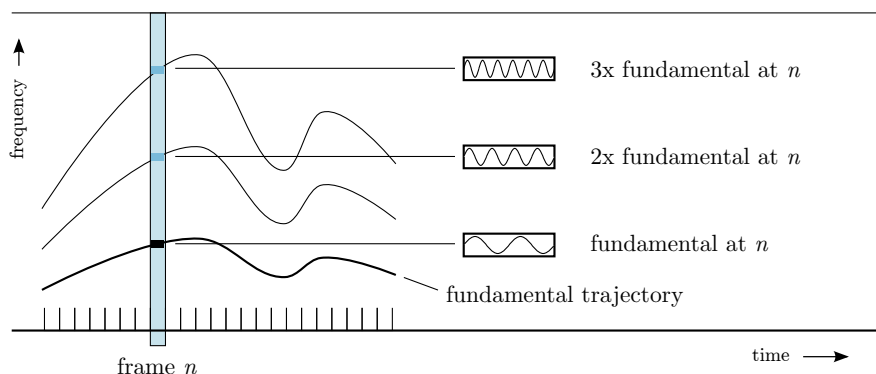 frequency
3x fundamental at n
2x fundamental at n
fundamental at n
fundamental trajectory
time
frame n